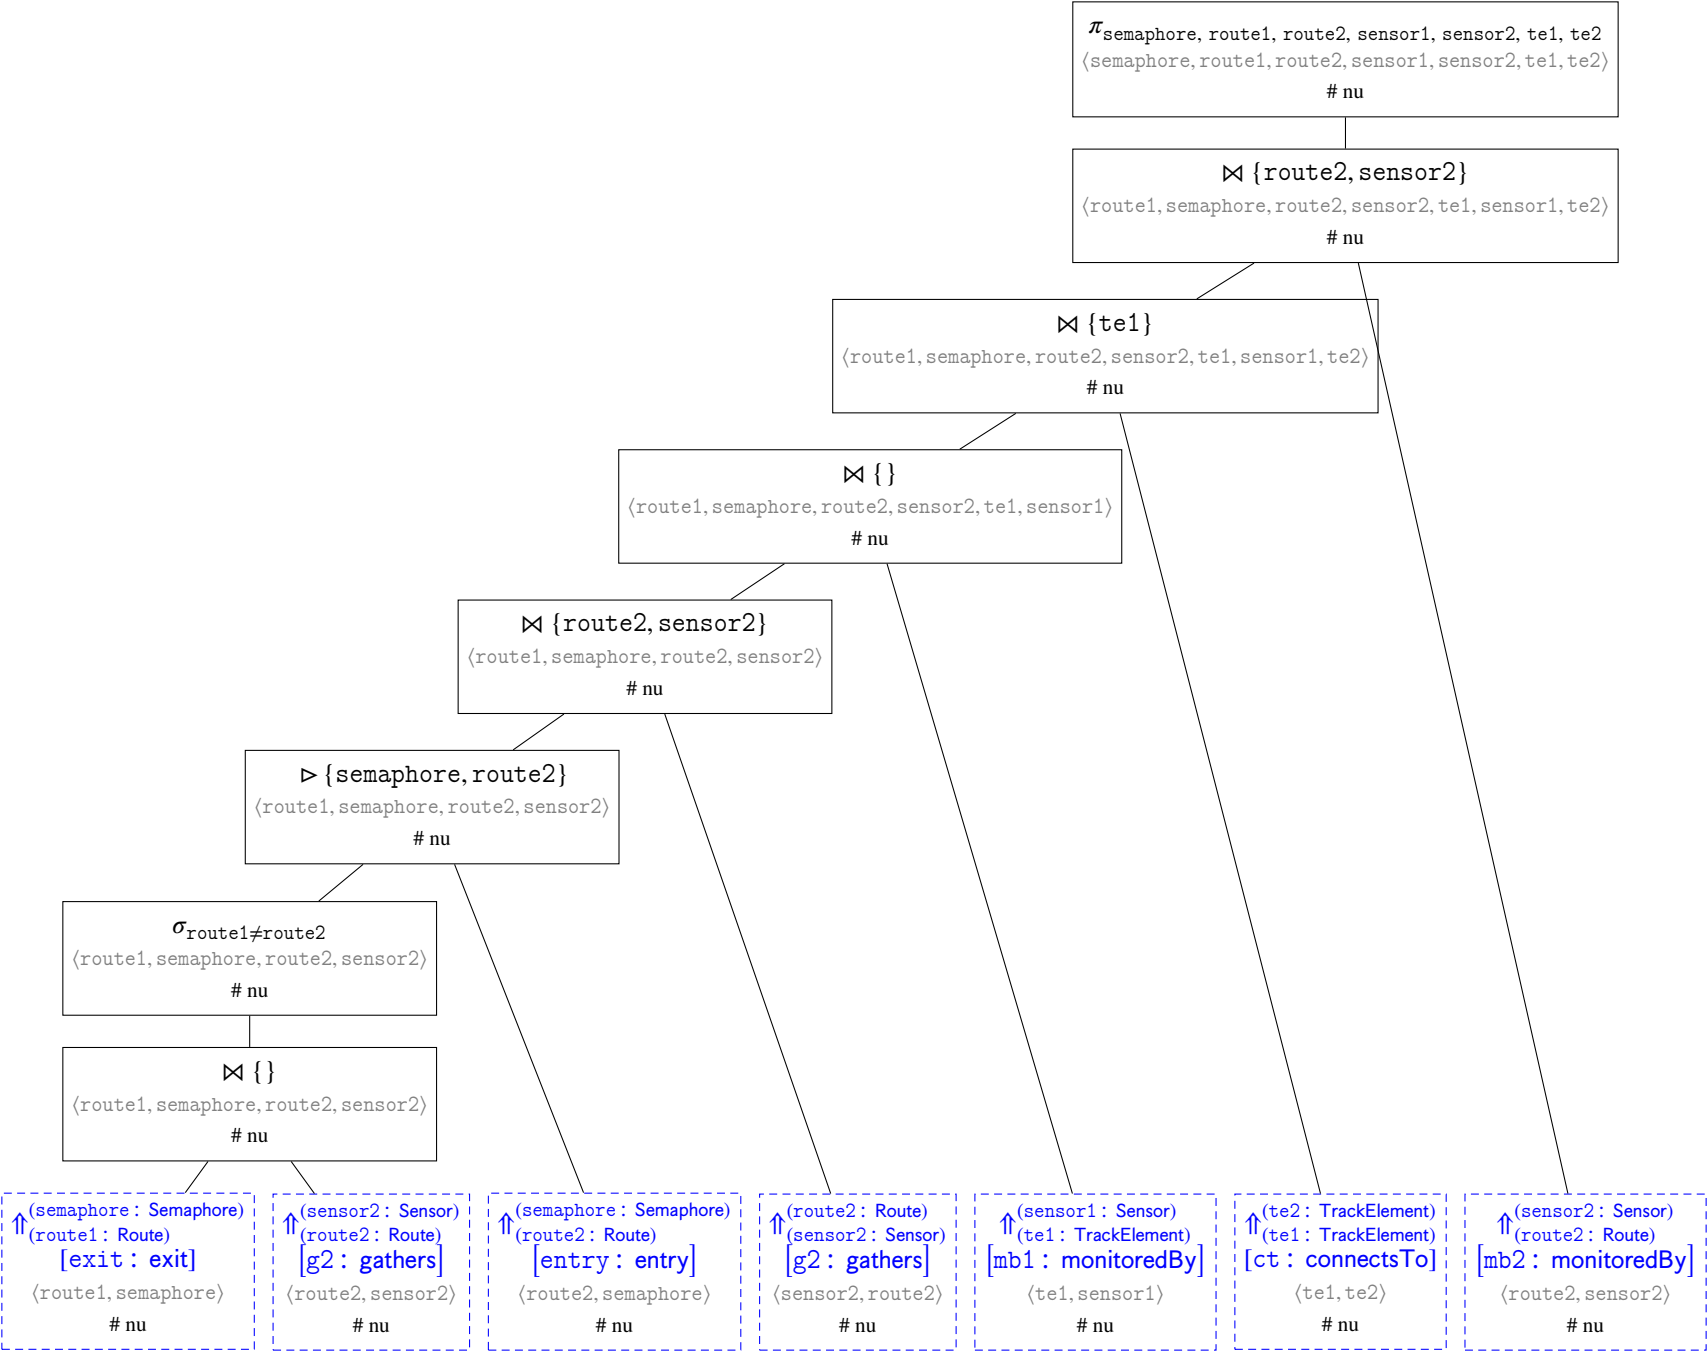 π semaphore, route1, route2, sensor1, sensor2, te1, te2
⟨semaphore, route1, route2, sensor1, sensor2, te1, te2⟩
# nu
⋈ {route2, sensor2}
⟨route1, semaphore, route2, sensor2, te1, sensor1, te2⟩
# nu
⋈ {te1}
⟨route1, semaphore, route2, sensor2, te1, sensor1, te2⟩
# nu
⋈ {}
⟨route1, semaphore, route2, sensor2, te1, sensor1⟩
# nu
⋈ {route2, sensor2}
⟨route1, semaphore, route2, sensor2⟩
# nu
▷ {semaphore, route2}
⟨route1, semaphore, route2, sensor2⟩
# nu
σ route1≠route2
⟨route1, semaphore, route2, sensor2⟩
# nu
⋈ {}
⟨route1, semaphore, route2, sensor2⟩
# nu
⇑ (semaphore : Semaphore)
(route1 : Route)
[exit : exit]
⟨route1, semaphore⟩
# nu
⇑ (sensor2 : Sensor)
(route2 : Route)
[g2 : gathers]
⟨route2, sensor2⟩
# nu
⇑ (semaphore : Semaphore)
(route2 : Route)
[entry : entry]
⟨route2, semaphore⟩
# nu
⇑ (route2 : Route)
(sensor2 : Sensor)
[g2 : gathers]
⟨sensor2, route2⟩
# nu
⇑ (sensor1 : Sensor)
(te1 : TrackElement)
[mb1 : monitoredBy]
⟨te1, sensor1⟩
# nu
⇑ (te2 : TrackElement)
(te1 : TrackElement)
[ct : connectsTo]
⟨te1, te2⟩
# nu
⇑ (sensor2 : Sensor)
(route2 : Route)
[mb2 : monitoredBy]
⟨route2, sensor2⟩
# nu